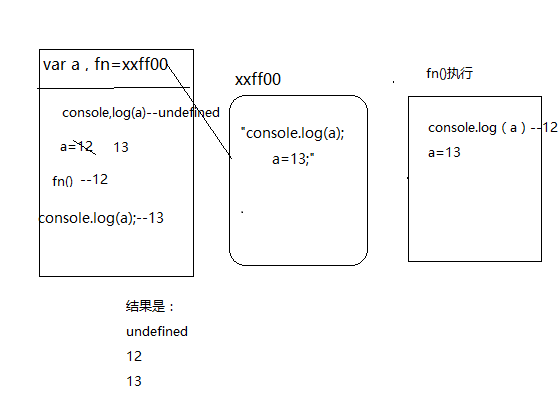 var a , fn=xxff00
console,log(a)--undefined
a=12 13
fn() --12
console.log(a);--13
xxff00
"console.log(a);
a=13;"
fn()执行
console.log（a）--12
a=13
结果是：
undefined
12
13